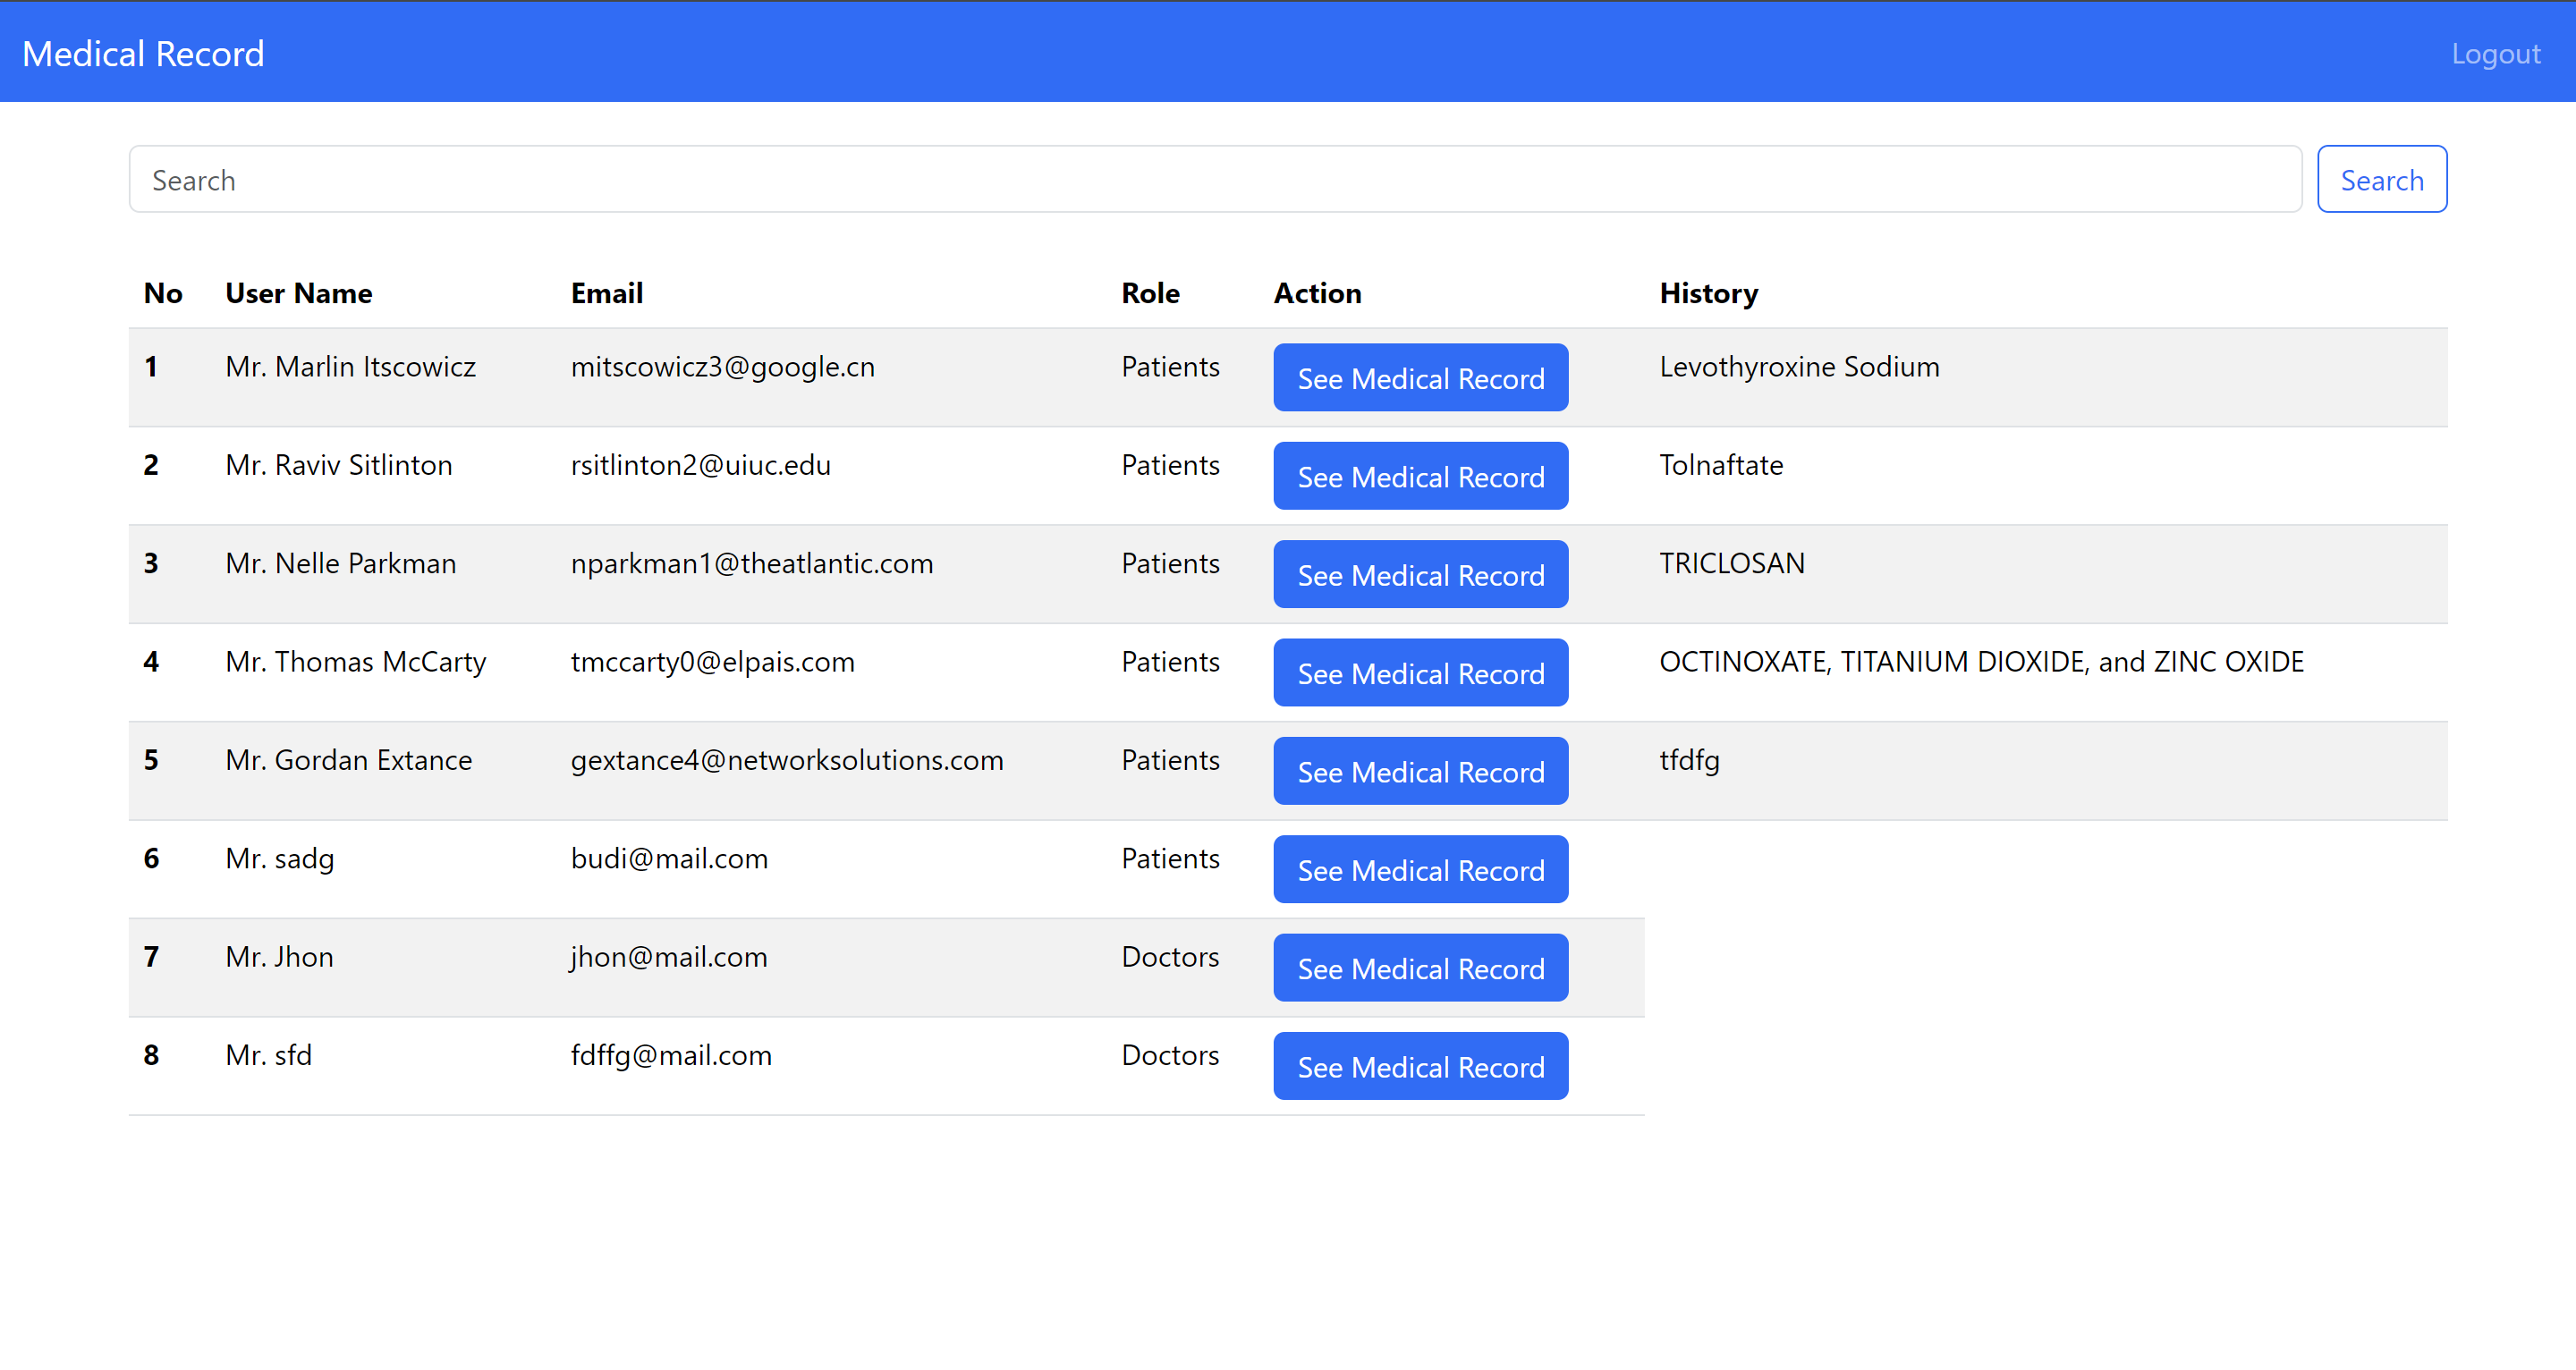 Medical Record Logout
Search Search
No User Name Email Role Action History
1 Mr. Marlin Itscowicz mitscowicz3@google.cn Patients See Medical Record Levothyroxine Sodium
2 Mr. Raviv Sitlinton rsitlinton2@uiuc.edu Patients See Medical Record Tolnaftate
3 Mr. Nelle Parkman nparkman1@theatlantic.com Patients See Medical Record TRICLOSAN
4 Mr. Thomas McCarty tmccarty0@elpais.com Patients See Medical Record OCTINOXATE, TITANIUM DIOXIDE, and ZINC OXIDE
5 Mr. Gordan Extance gextance4@networksolutions.com Patients See Medical Record tfdfg
6 Mr. sadg budi@mail.com Patients See Medical Record
7 Mr. Jhon jhon@mail.com Doctors See Medical Record
8 Mr. sfd fdffg@mail.com Doctors See Medical Record